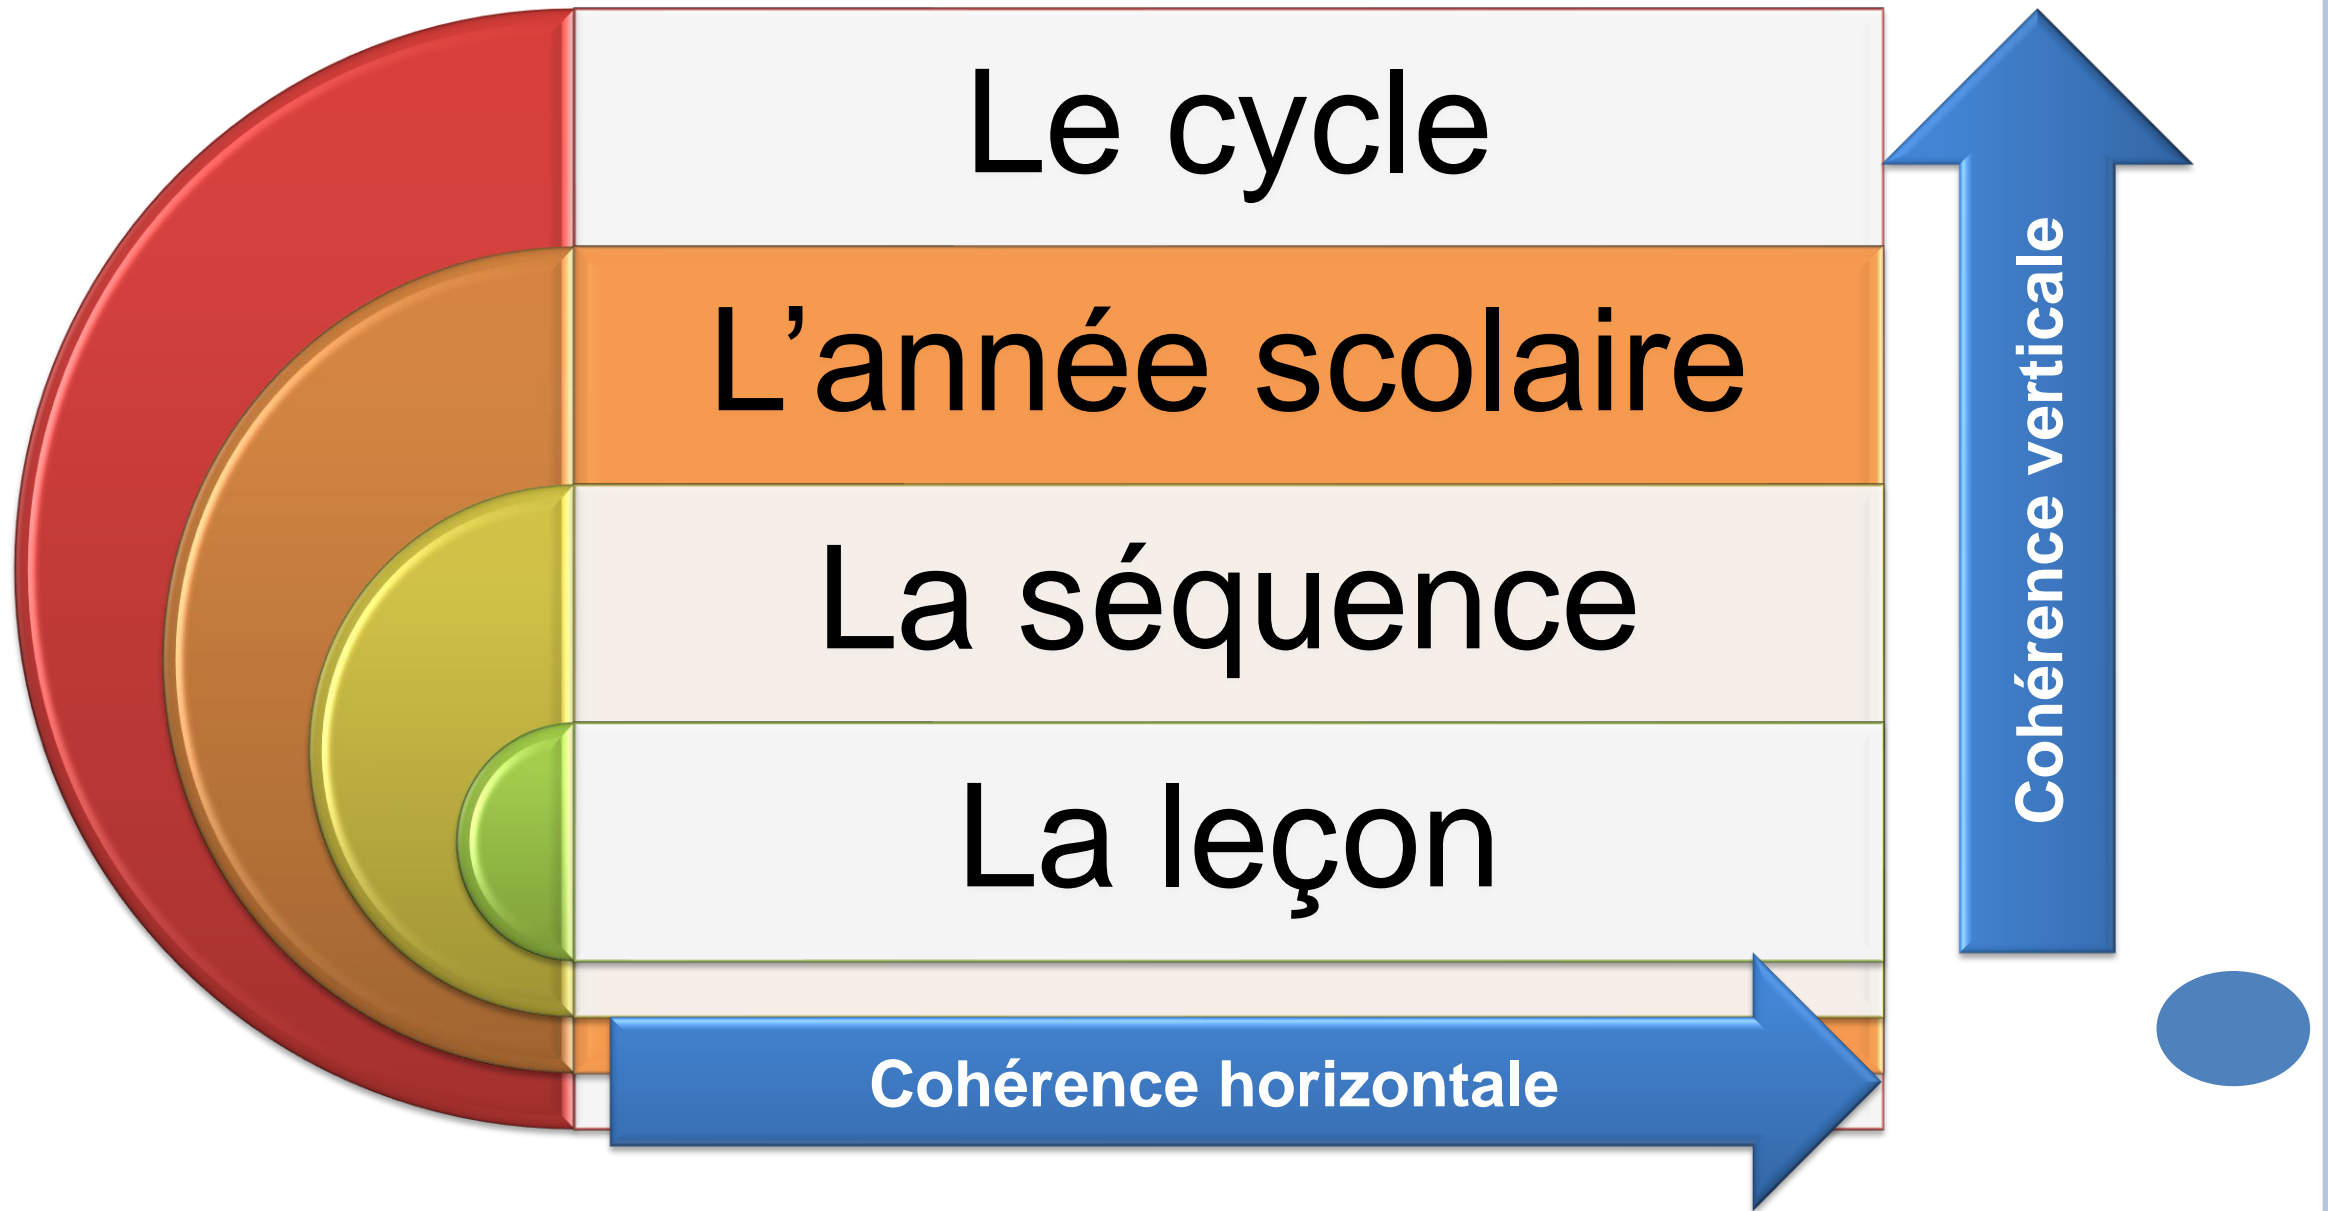 Le cycle
L’année scolaire
La séquence
La leçon
Cohérence verticale
Cohérence horizontale